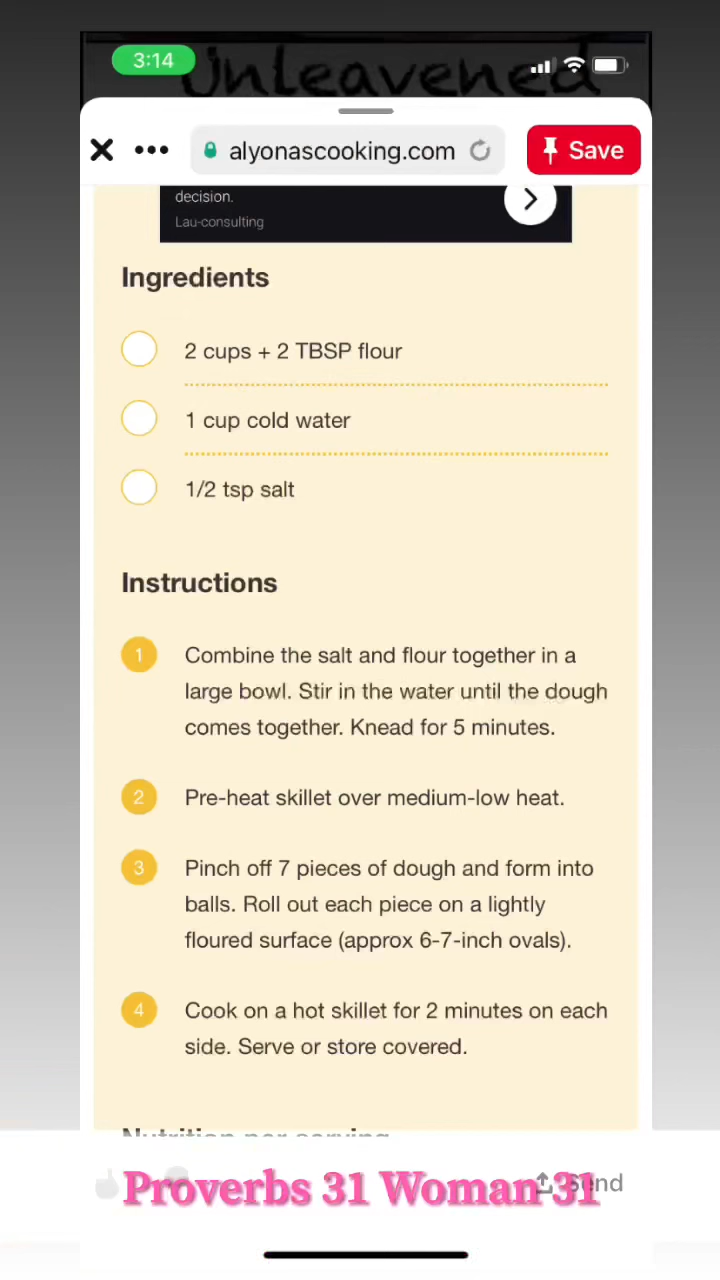 Unleavened
3:14
alyonascooking.com
Save
decision.
Lau-consulting
Ingredients
2 cups + 2 TBSP flour
1 cup cold water
1/2 tsp salt
Instructions
1 Combine the salt and flour together in a
large bowl. Stir in the water until the dough
comes together. Knead for 5 minutes.
2 Pre-heat skillet over medium-low heat.
3 Pinch off 7 pieces of dough and form into
balls. Roll out each piece on a lightly
floured surface (approx 6-7-inch ovals).
4 Cook on a hot skillet for 2 minutes on each
side. Serve or store covered.
Nutrition per serving
Proverbs 31 Woman 31
Send